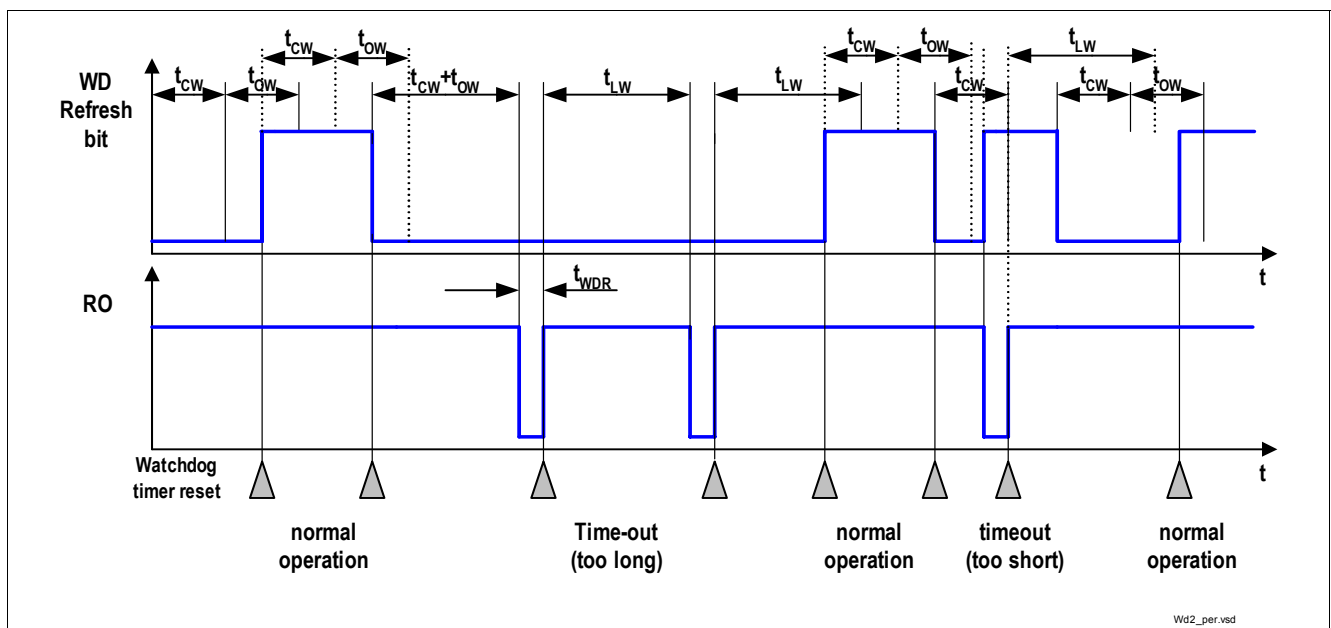 tCW tOW tCW tOW tLW
WD Refresh bit tCW tOW tCW+tOW tLW tLW tCW tCW tOW
t
RO tWDR
t
Watchdog timer reset
normal operation Time-out (too long) normal operation timeout (too short) normal operation
Wd2_per.vsd